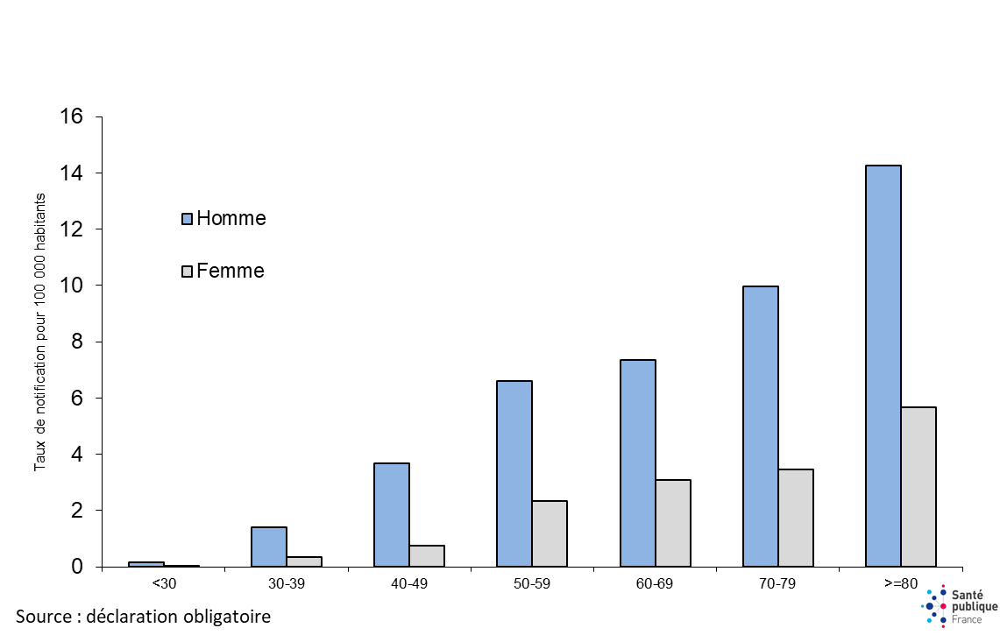 16
14
12
10
8
6
4
2
0
Taux de notification pour 100 000 habitants
Homme
Femme
<30 30-39 40-49 50-59 60-69 70-79 >=80
Source : déclaration obligatoire
Santé
publique
France